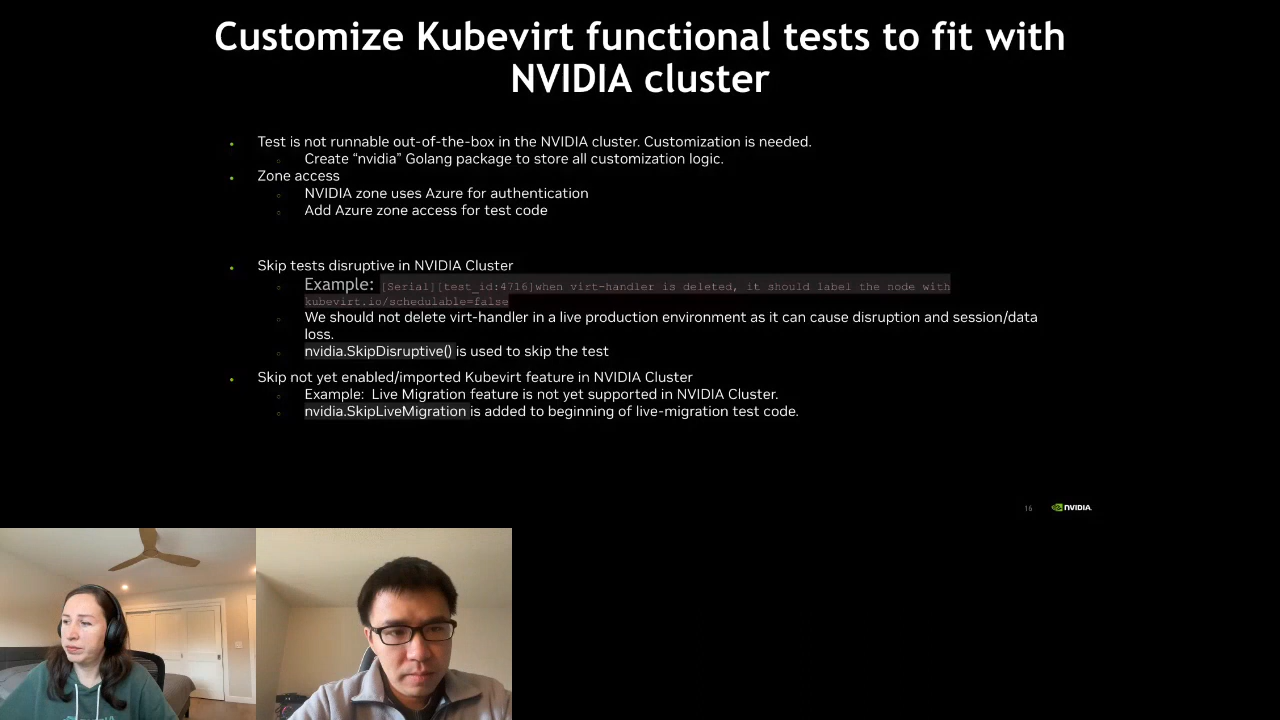 Customize Kubevirt functional tests to fit with
NVIDIA cluster
Test is not runnable out-of-the-box in the NVIDIA cluster. Customization is needed.
Create “nvidia” Golang package to store all customization logic.
Zone access
NVIDIA zone uses Azure for authentication
Add Azure zone access for test code
Skip tests disruptive in NVIDIA Cluster
Example: [Serial][test_id:4716]when virt-handler is deleted, it should label the node with
kubevirt.io/schedulable=false
We should not delete virt-handler in a live production environment as it can cause disruption and session/data
loss.
nvidia.SkipDisruptive() is used to skip the test
Skip not yet enabled/imported Kubevirt feature in NVIDIA Cluster
Example: Live Migration feature is not yet supported in NVIDIA Cluster.
nvidia.SkipLiveMigration is added to beginning of live-migration test code.
16 NVIDIA.